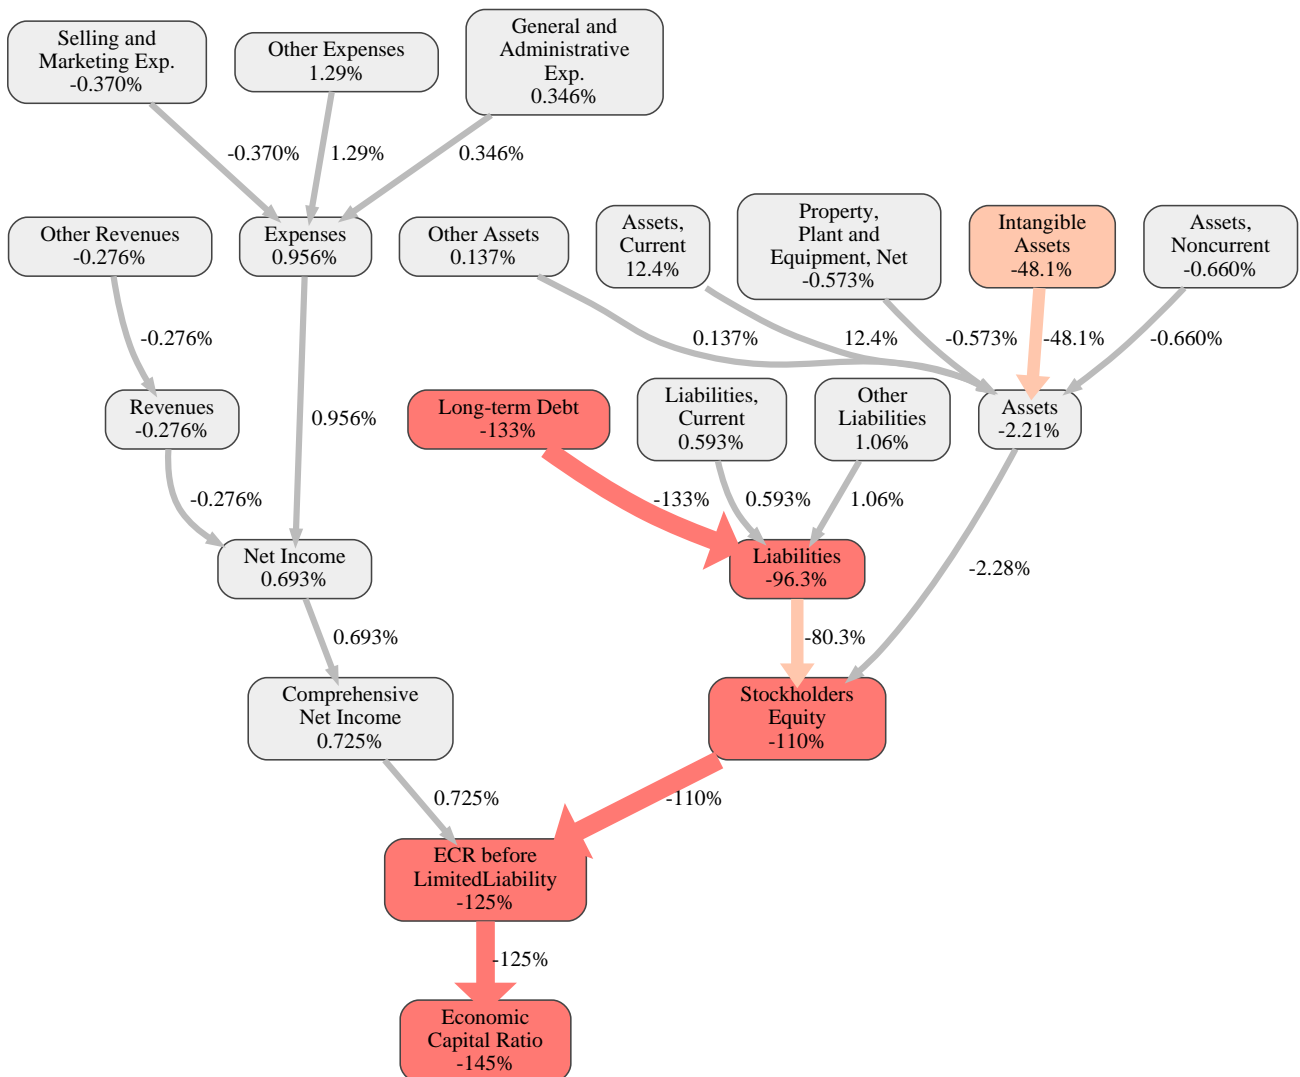 Selling and
Marketing Exp.
-0.370%
Other Expenses
1.29%
General and
Administrative
Exp.
0.346%
-0.370%
1.29%
0.346%
Other Revenues
-0.276%
Expenses
0.956%
Other Assets
0.137%
Assets,
Current
12.4%
Property,
Plant and
Equipment, Net
-0.573%
Intangible
Assets
-48.1%
Assets,
Noncurrent
-0.660%
-0.276%
0.137%
12.4%
-0.573%
-48.1%
-0.660%
Revenues
-0.276%
0.956%
Long-term Debt
-133%
Liabilities,
Current
0.593%
Other
Liabilities
1.06%
Assets
-2.21%
-0.276%
-133%
0.593%
1.06%
Net Income
0.693%
Liabilities
-96.3%
-2.28%
0.693%
-80.3%
Comprehensive
Net Income
0.725%
Stockholders
Equity
-110%
0.725%
-110%
ECR before
LimitedLiability
-125%
-125%
Economic
Capital Ratio
-145%